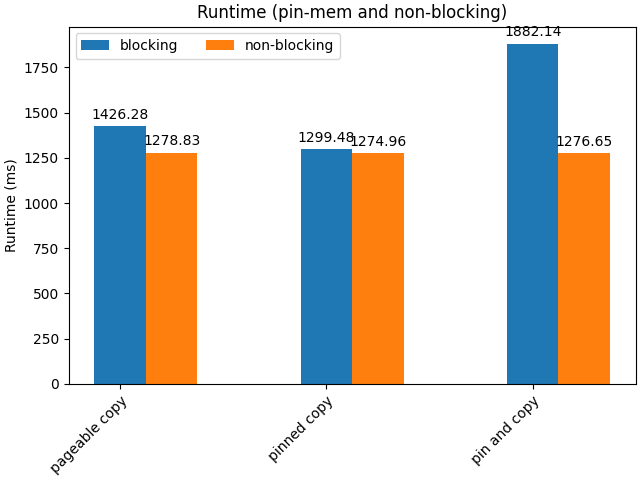 Runtime (pin-mem and non-blocking)
blocking
non-blocking
1426.28
1278.83
1299.48
1274.96
1882.14
1276.65
Runtime (ms)
1750
1500
1250
1000
750
500
250
0
pageable copy
pinned copy
pin and copy